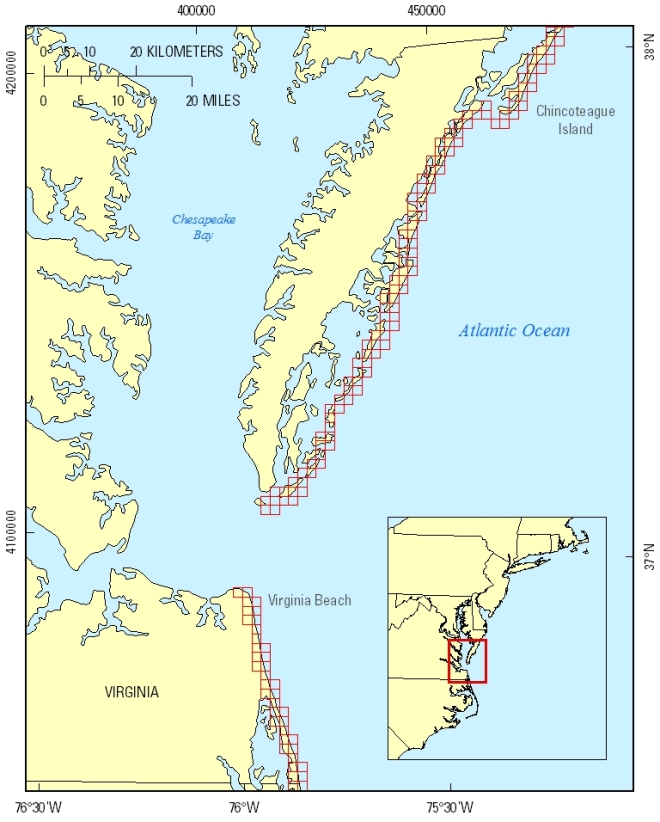 400000 450000
38°N
4200000
0 5 10 20 KILOMETERS
0 5 10 20 MILES
Chincoteague
Island
Chesapeake
Bay
Atlantic Ocean
4100000
37°N
Virginia Beach
VIRGINIA
76°30'W 76°W 75°30'W